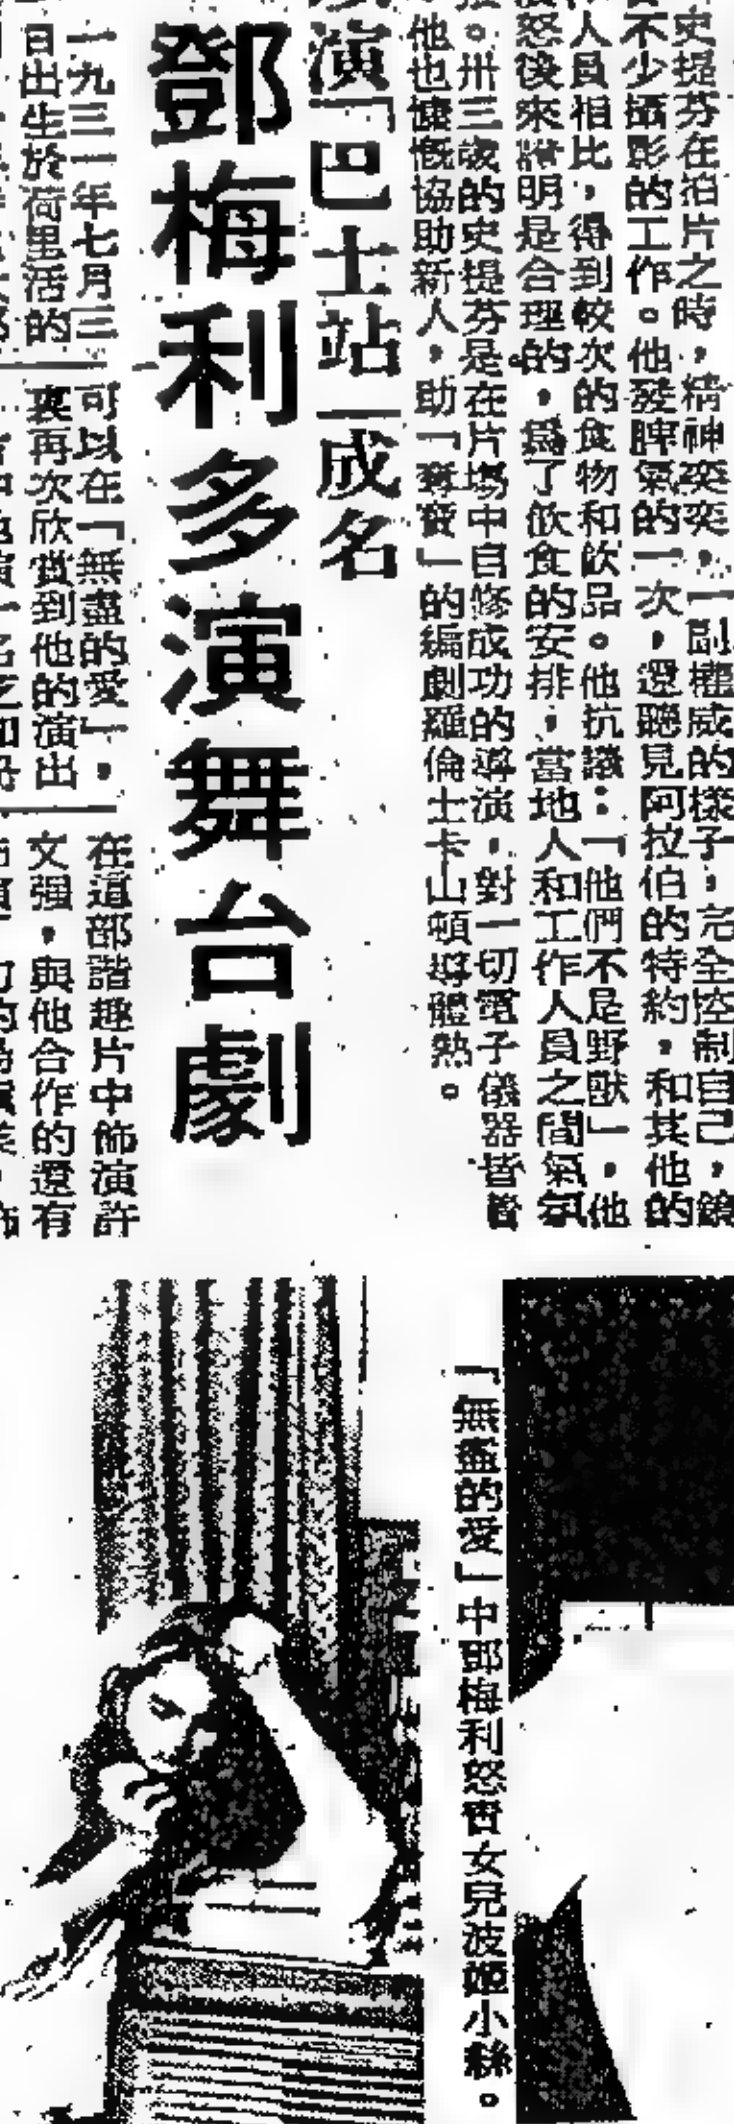 史提芬在拍片之時，精神奕奕，一副權威的樣子，完全控制自己，鏡
不少攝影的工作。他發脾氣的一次，還聽見阿拉伯的特約，和其他的
人員相比，得到較次的食物和飲品。他抗議：「他們不是野獸」，他
怒後來證明是合理的，爲了飲食的安排，當地人和工作人員之間氣氛
。卅三歲的史提芬是在片場中自修成功的導演，對一切電子儀器皆
他也慷慨協助新人，助「奪寶」的編劇羅倫士卡山頓導體熱。
演「巴士站」成名
鄧梅利多演舞台劇
一九三一年七月三
日出生於荷里活的
可以在「無盡的愛」，
裏再次欣賞到他的演出
在這部諧趣片中飾演許
文强，與他合作的還有
「無盡的愛」中鄧梅利怒責女兒波姬小絲。